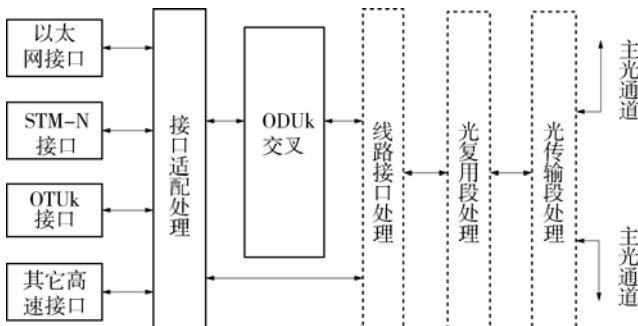 以太
网接口
STM-N
接口
OTUk
接口
其它高
速接口
接口适配处理
ODUk
交叉
线路接口处理
光复用段处理
光传输段处理
主光通道
主光通道